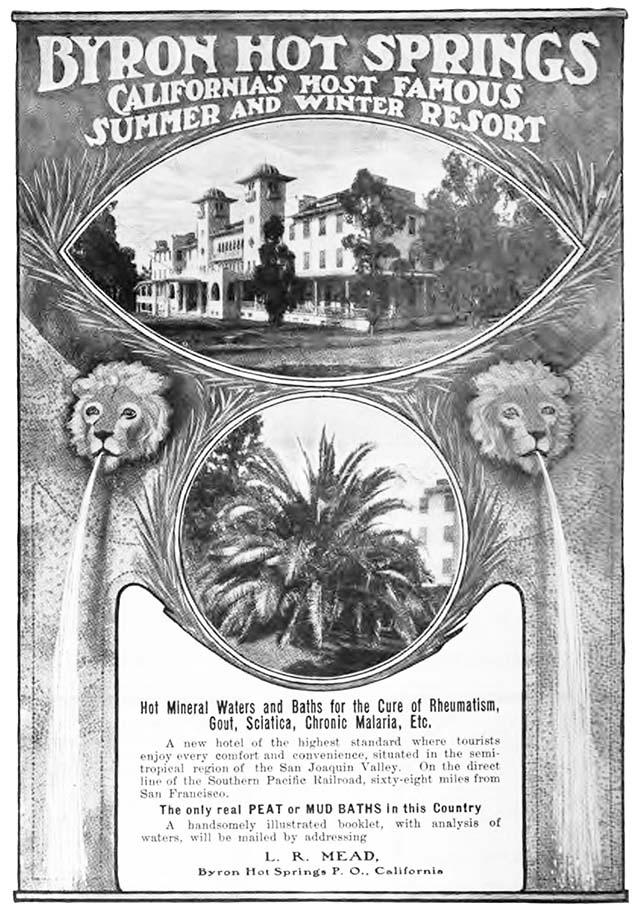 BYRON HOT SPRINGS
CALIFORNIA'S MOST FAMOUS
SUMMER AND WINTER RESORT
Hot Mineral Waters and Baths for the Cure of Rheumatism,
Gout, Sciatica, Chronic Malaria, Etc.
A new hotel of the highest standard where tourists
enjoy every comfort and convenience, situated in the semi-
tropical region of the San Joaquin Valley. On the direct
line of the Southern Pacific Railroad, sixty-eight miles from
San Francisco.
The only real PEAT or MUD BATHS in this Country
A handsomely illustrated booklet, with analysis of
waters, will be mailed by addressing
L. R. MEAD,
Byron Hot Springs P. O., California